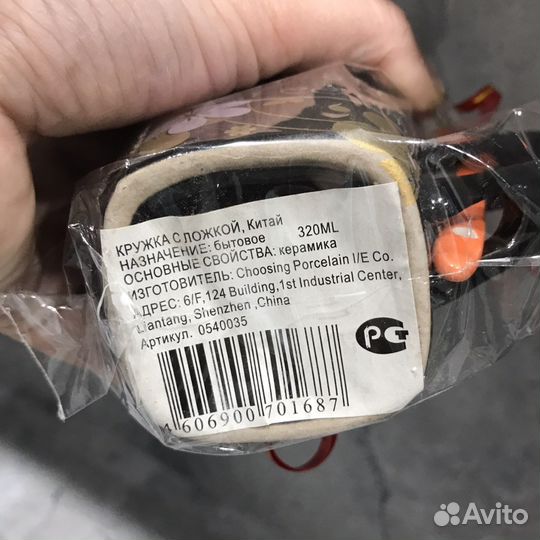 КРУЖКА С ЛОЖКОЙ, Китай
НАЗНАЧЕНИЕ: бытовое 320ML
ОСНОВНЫЕ СВОЙСТВА: керамика
ИЗГОТОВИТЕЛЬ: Choosing Porcelain I/E Co.
АДРЕС: 6/F,124 Building,1st Industrial Center,
Liantang, Shenzhen ,China
Артикул. 0540035
РСТ
4 606900 701687
Avito